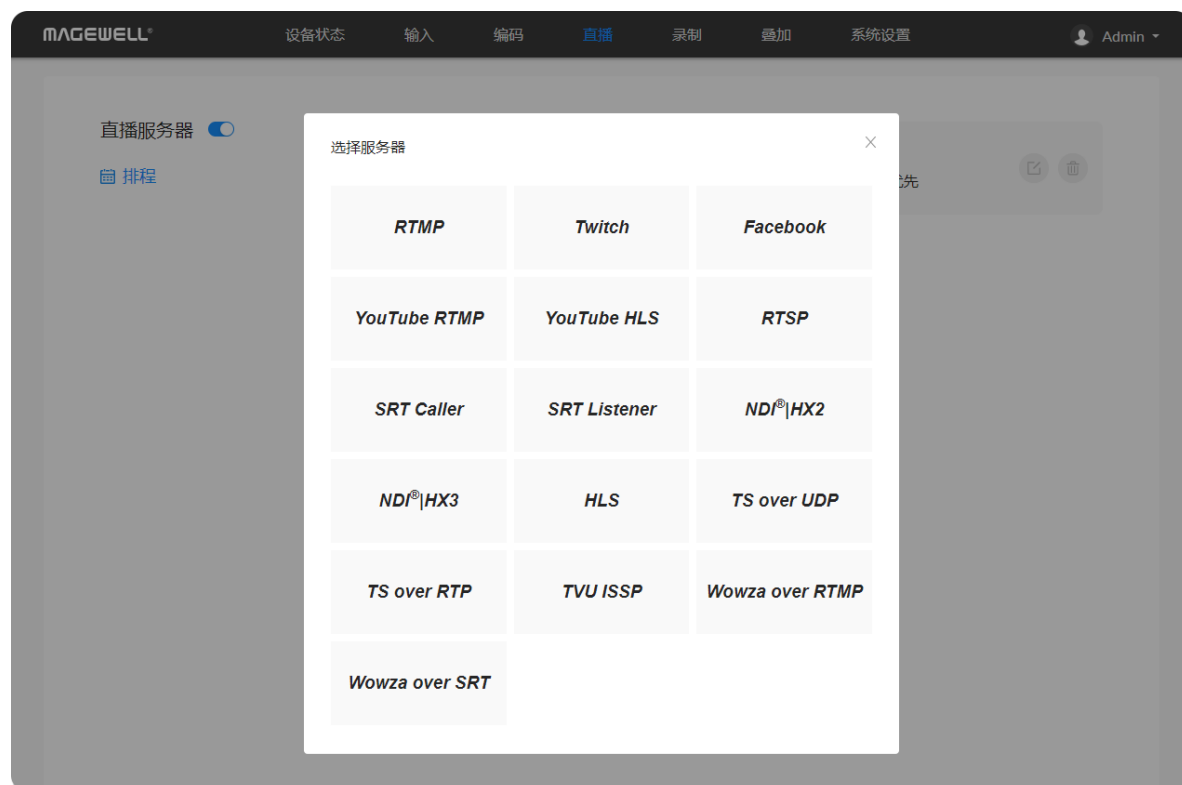 MAGEWELL®
设备状态 输入 编码 直播 录制 叠加 系统设置 Admin
直播服务器
排程
选择服务器
优先
RTMP Twitch Facebook
YouTube RTMP YouTube HLS RTSP
SRT Caller SRT Listener NDI®|HX2
NDI®|HX3 HLS TS over UDP
TS over RTP TVU ISSP Wowza over RTMP
Wowza over SRT